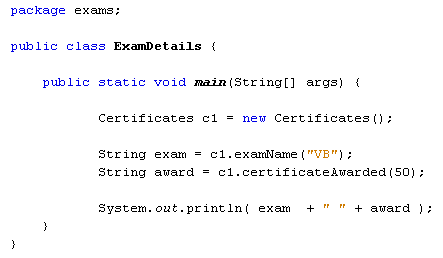 package exams;
public class ExamDetails {
public static void main(String[] args) {
Certificates c1 = new Certificates();
String exam = c1.examName("VB");
String award = c1.certificateAwarded(50);
System.out.println( exam  + " " + award );
}
}